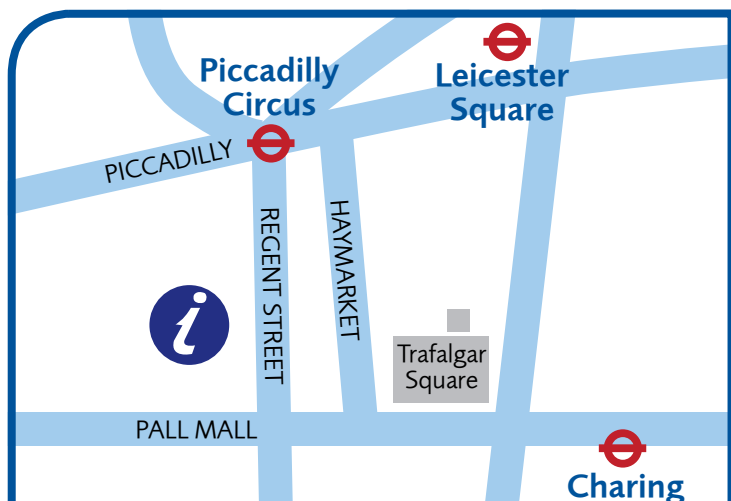 Piccadilly
Circus
Leicester
Square
PICCADILLY
REGENT STREET
HAYMARKET
i
Trafalgar
Square
PALL MALL
Charing